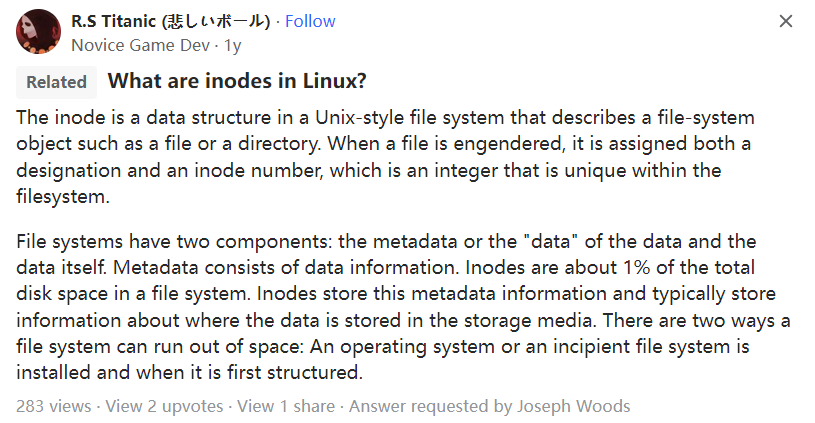 R.S Titanic (悲しいボール) · Follow
Novice Game Dev · 1y
Related What are inodes in Linux?
The inode is a data structure in a Unix-style file system that describes a file-system
object such as a file or a directory. When a file is engendered, it is assigned both a
designation and an inode number, which is an integer that is unique within the
filesystem.
File systems have two components: the metadata or the "data" of the data and the
data itself. Metadata consists of data information. Inodes are about 1% of the total
disk space in a file system. Inodes store this metadata information and typically store
information about where the data is stored in the storage media. There are two ways a
file system can run out of space: An operating system or an incipient file system is
installed and when it is first structured.
283 views · View 2 upvotes · View 1 share · Answer requested by Joseph Woods